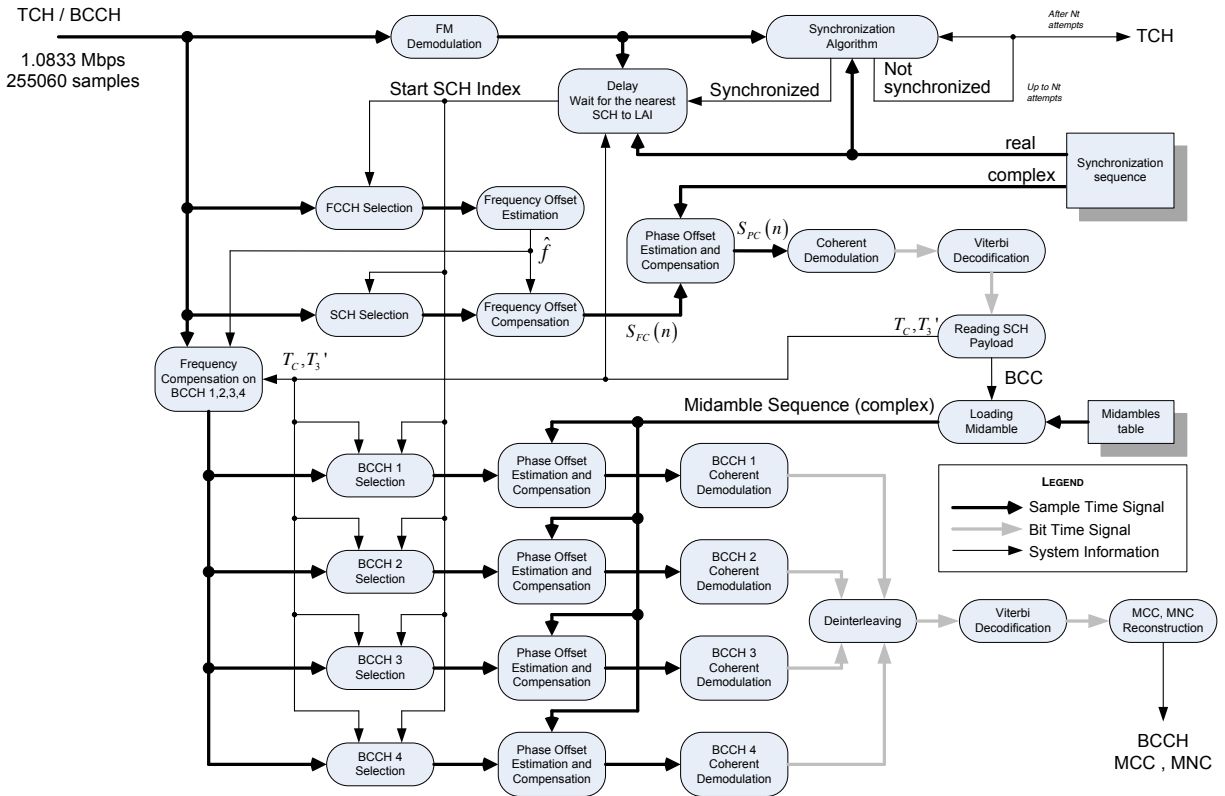 TCH / BCCH
1.0833 Mbps
255060 samples
FM
Demodulation
Synchronization
Algorithm
After Nt
attempts
TCH
Not
synchronized
Up to Nt
attempts
Synchronized
Delay
Wait for the nearest
SCH to LAI
Start SCH Index
real
complex
Synchronization
sequence
FCCH Selection
Frequency Offset
Estimation
f̂
SCH Selection
Frequency Offset
Compensation
S_FC(n)
Phase Offset
Estimation and
Compensation
S_PC(n)
Coherent
Demodulation
Viterbi
Decodification
Reading SCH
Payload
T_C, T_3'
BCC
Frequency
Compensation on
BCCH 1,2,3,4
T_C, T_3'
Midamble Sequence (complex)
Loading
Midamble
Midambles
table
BCCH 1
Selection
Phase Offset
Estimation and
Compensation
BCCH 1
Coherent
Demodulation
LEGEND
Sample Time Signal
Bit Time Signal
System Information
BCCH 2
Selection
Phase Offset
Estimation and
Compensation
BCCH 2
Coherent
Demodulation
BCCH 3
Selection
Phase Offset
Estimation and
Compensation
BCCH 3
Coherent
Demodulation
Deinterleaving
Viterbi
Decodification
MCC, MNC
Reconstruction
BCCH 4
Selection
Phase Offset
Estimation and
Compensation
BCCH 4
Coherent
Demodulation
BCCH
MCC , MNC